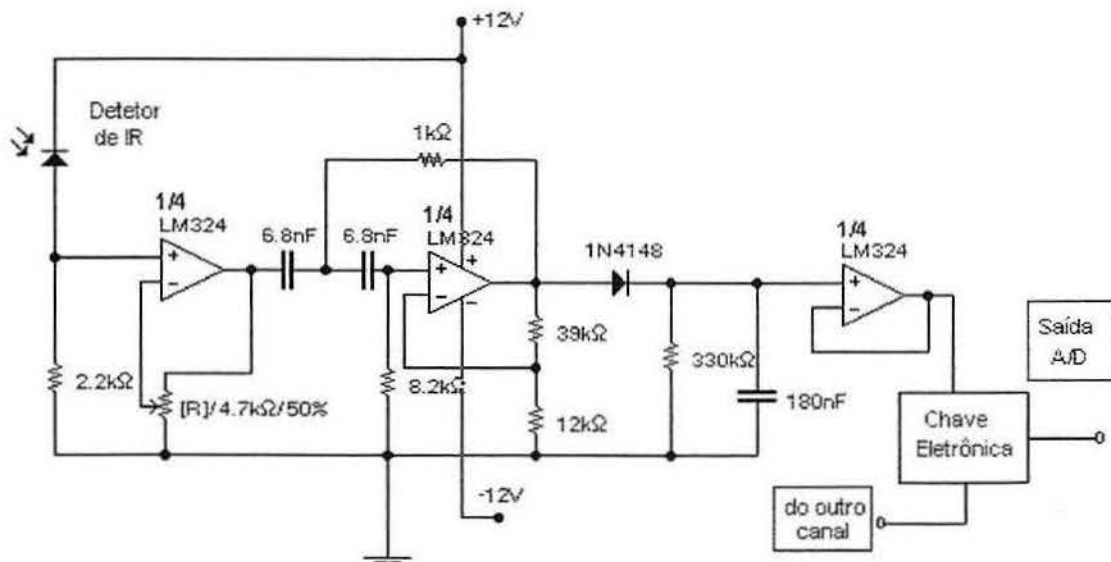 +12V
Detetor
de IR
1kΩ
1/4
LM324
6.8nF
6.8nF
1/4
LM324
1N4148
1/4
LM324
+
-
+
-
+
-
+
-
2.2kΩ
[R]/4.7kΩ/50%
8.2kΩ
39kΩ
12kΩ
330kΩ
180nF
Saída
A/D
Chave
Eletrônica
-12V
do outro
canal